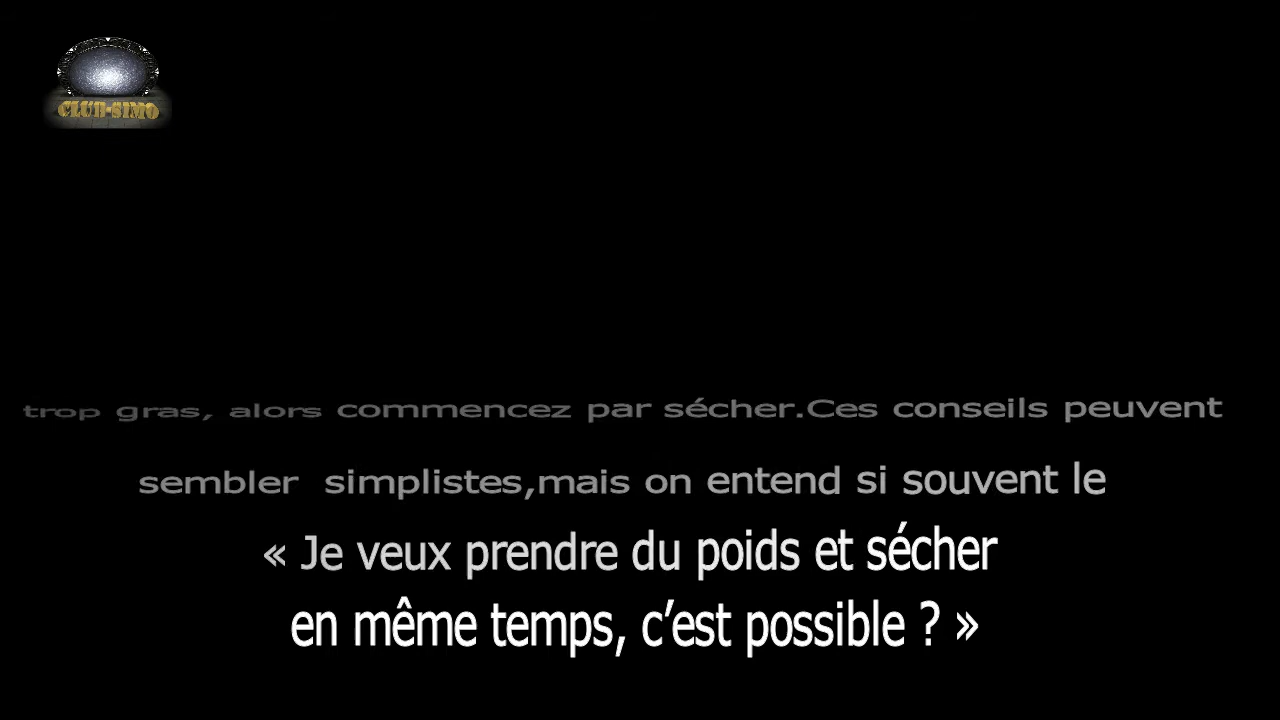 CLUB-SIMO
trop gras, alors commencez par sécher.Ces conseils peuvent
sembler simplistes,mais on entend si souvent le
« Je veux prendre du poids et sécher
en même temps, c’est possible ? »